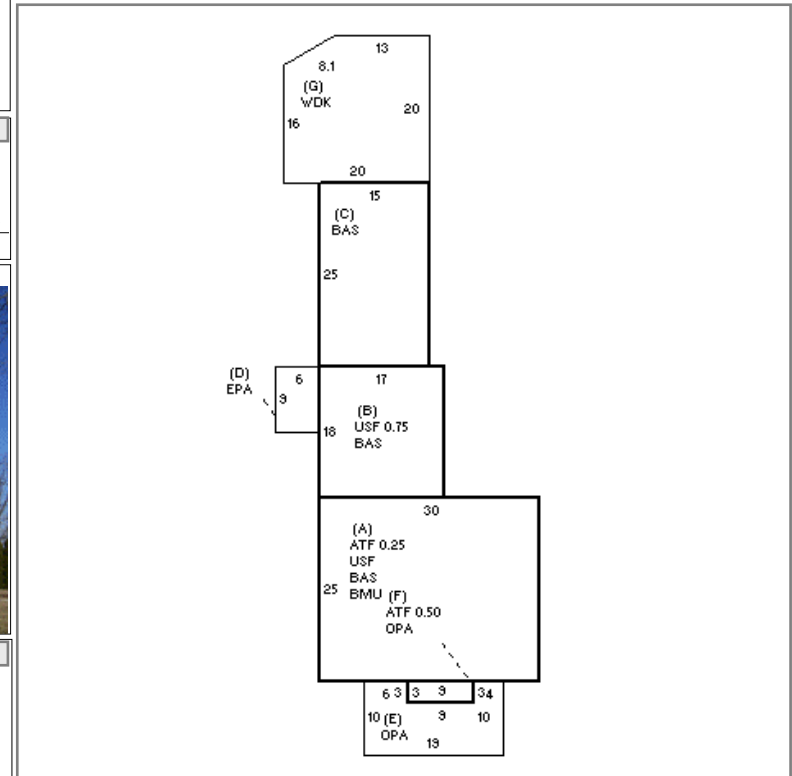 13
8.1
(G)
WDK
20
16
20
15
(C)
BAS
25
(D)
EPA
6
9
17
(B)
USF 0.75
BAS
18
30
(A)
ATF 0.25
USF
BAS
BMU
25
(F)
ATF 0.50
OPA
6 3 3 9 3 4
10 (E) 9 10
OPA
19